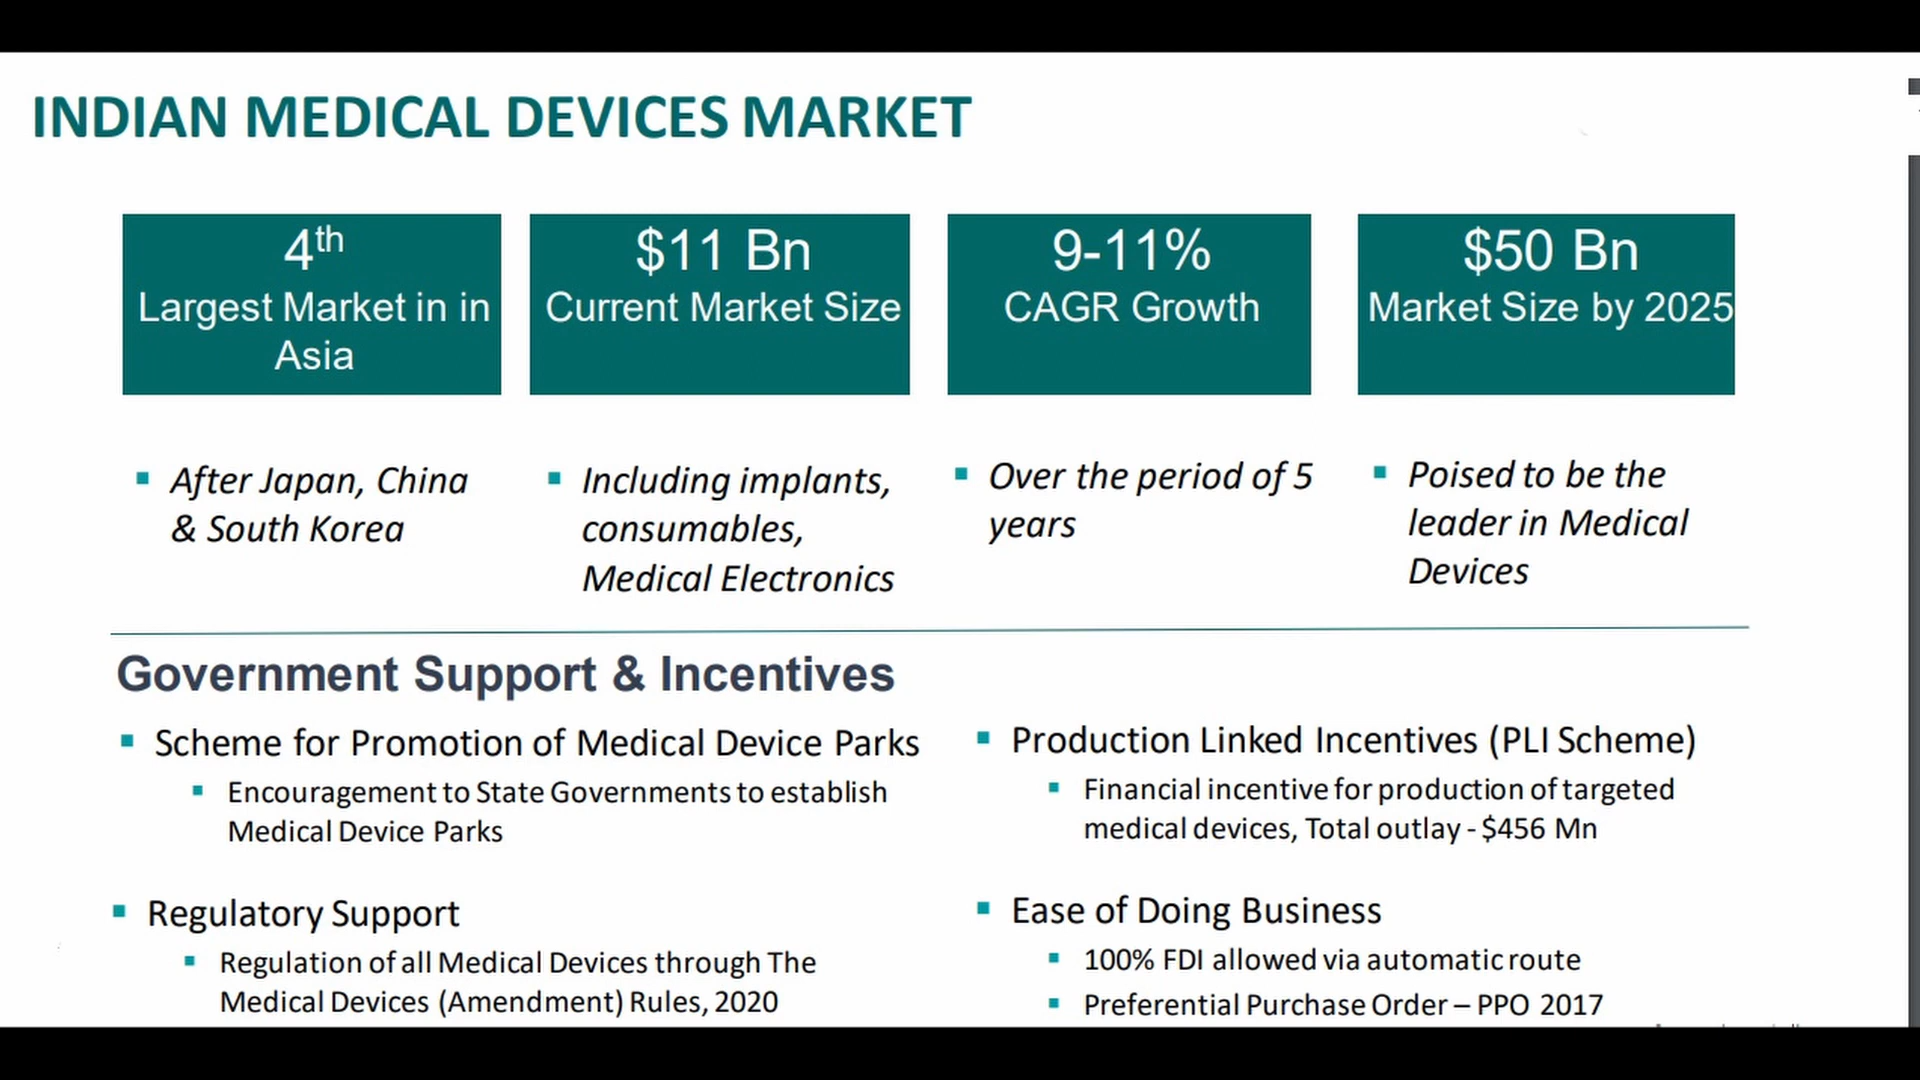 INDIAN MEDICAL DEVICES MARKET
4th
Largest Market in in
Asia
$11 Bn
Current Market Size
9-11%
CAGR Growth
$50 Bn
Market Size by 2025
After Japan, China
& South Korea
Including implants,
consumables,
Medical Electronics
Over the period of 5
years
Poised to be the
leader in Medical
Devices
Government Support & Incentives
Scheme for Promotion of Medical Device Parks
Encouragement to State Governments to establish
Medical Device Parks
Regulatory Support
Regulation of all Medical Devices through The
Medical Devices (Amendment) Rules, 2020
Production Linked Incentives (PLI Scheme)
Financial incentive for production of targeted
medical devices, Total outlay - $456 Mn
Ease of Doing Business
100% FDI allowed via automatic route
Preferential Purchase Order – PPO 2017